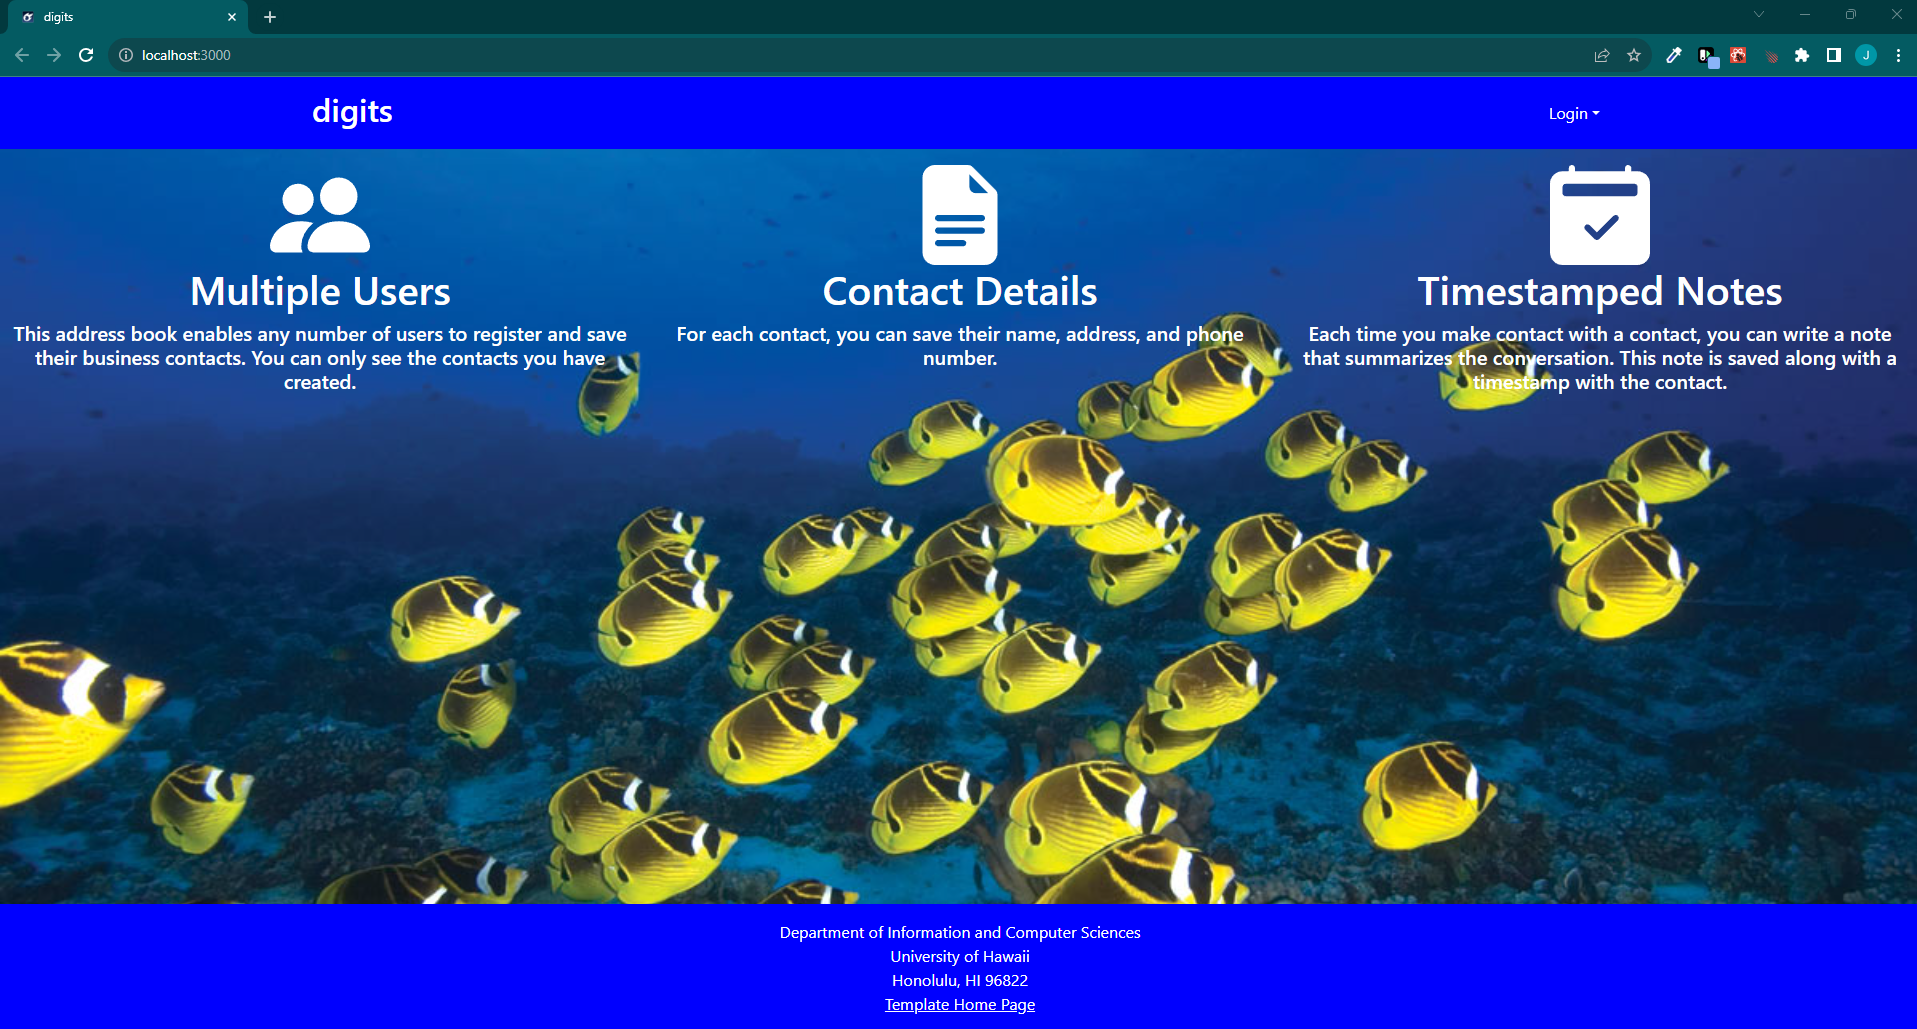 digits
localhost:3000
J
digits
Login
Multiple Users
This address book enables any number of users to register and save
their business contacts. You can only see the contacts you have
created.
Contact Details
For each contact, you can save their name, address, and phone
number.
Timestamped Notes
Each time you make contact with a contact, you can write a note
that summarizes the conversation. This note is saved along with a
timestamp with the contact.
Department of Information and Computer Sciences
University of Hawaii
Honolulu, HI 96822
Template Home Page